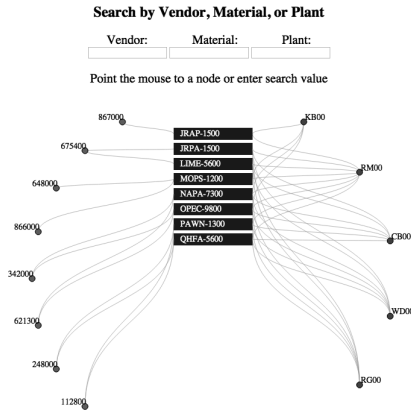 Search by Vendor, Material, or Plant
Vendor: Material: Plant:
Point the mouse to a node or enter search value
867000
675400
648000
866000
342000
621300
248000
112800
JRAP-1500
JRPA-1500
LIME-5600
MOPS-1200
NAPA-7300
OPEC-9800
PAWN-1300
QHFA-5600
KB00
RM00
CB00
WD00
RG00